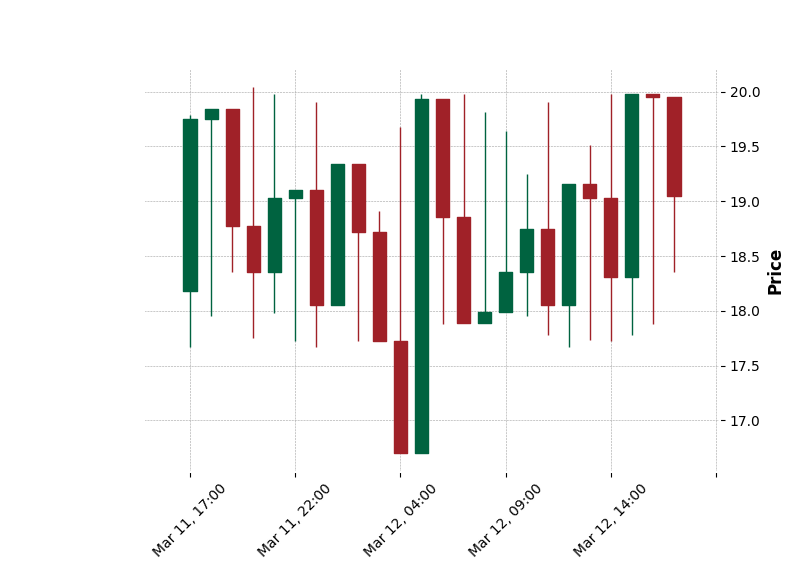 20.0
19.5
19.0
18.5
18.0
17.5
17.0
Price
Mar 11, 17:00
Mar 11, 22:00
Mar 12, 04:00
Mar 12, 09:00
Mar 12, 14:00